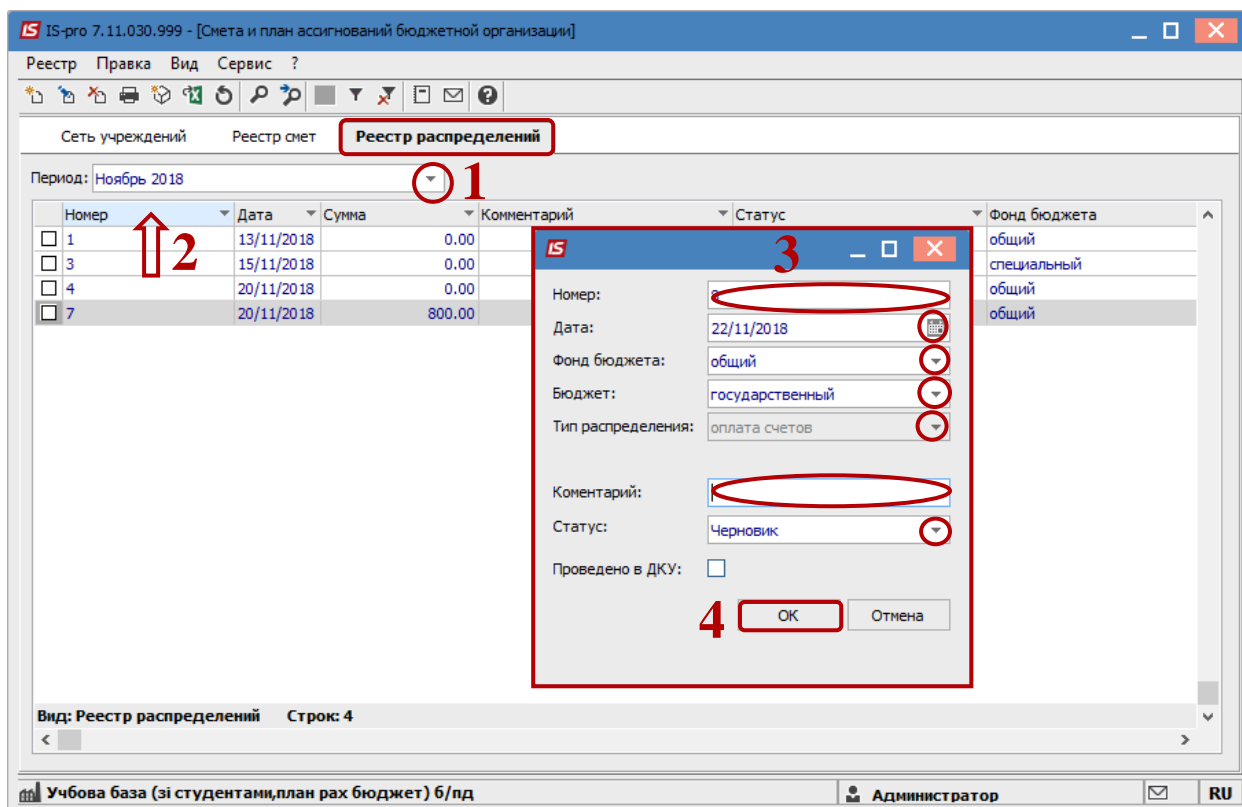 IS-pro 7.11.030.999 - [Смета и план ассигнований бюджетной организации]
Реестр Правка Вид Сервис ?
Сеть учреждений Реестр смет Реестр распределений
Период: Ноябрь 2018 1
Номер Дата Сумма Комментарий Статус Фонд бюджета
1 13/11/2018 0.00 общий
3 15/11/2018 0.00 специальный
4 20/11/2018 0.00 общий
7 20/11/2018 800.00 общий
2
3
Номер:
Дата: 22/11/2018
Фонд бюджета: общий
Бюджет: государственный
Тип распределения: оплата счетов
Коментарий:
Статус: Черновик
Проведено в ДКУ:
4 ОК Отмена
Вид: Реестр распределений Строк: 4
Учбова база (зі студентами,план рах бюджет) б/пд Администратор RU